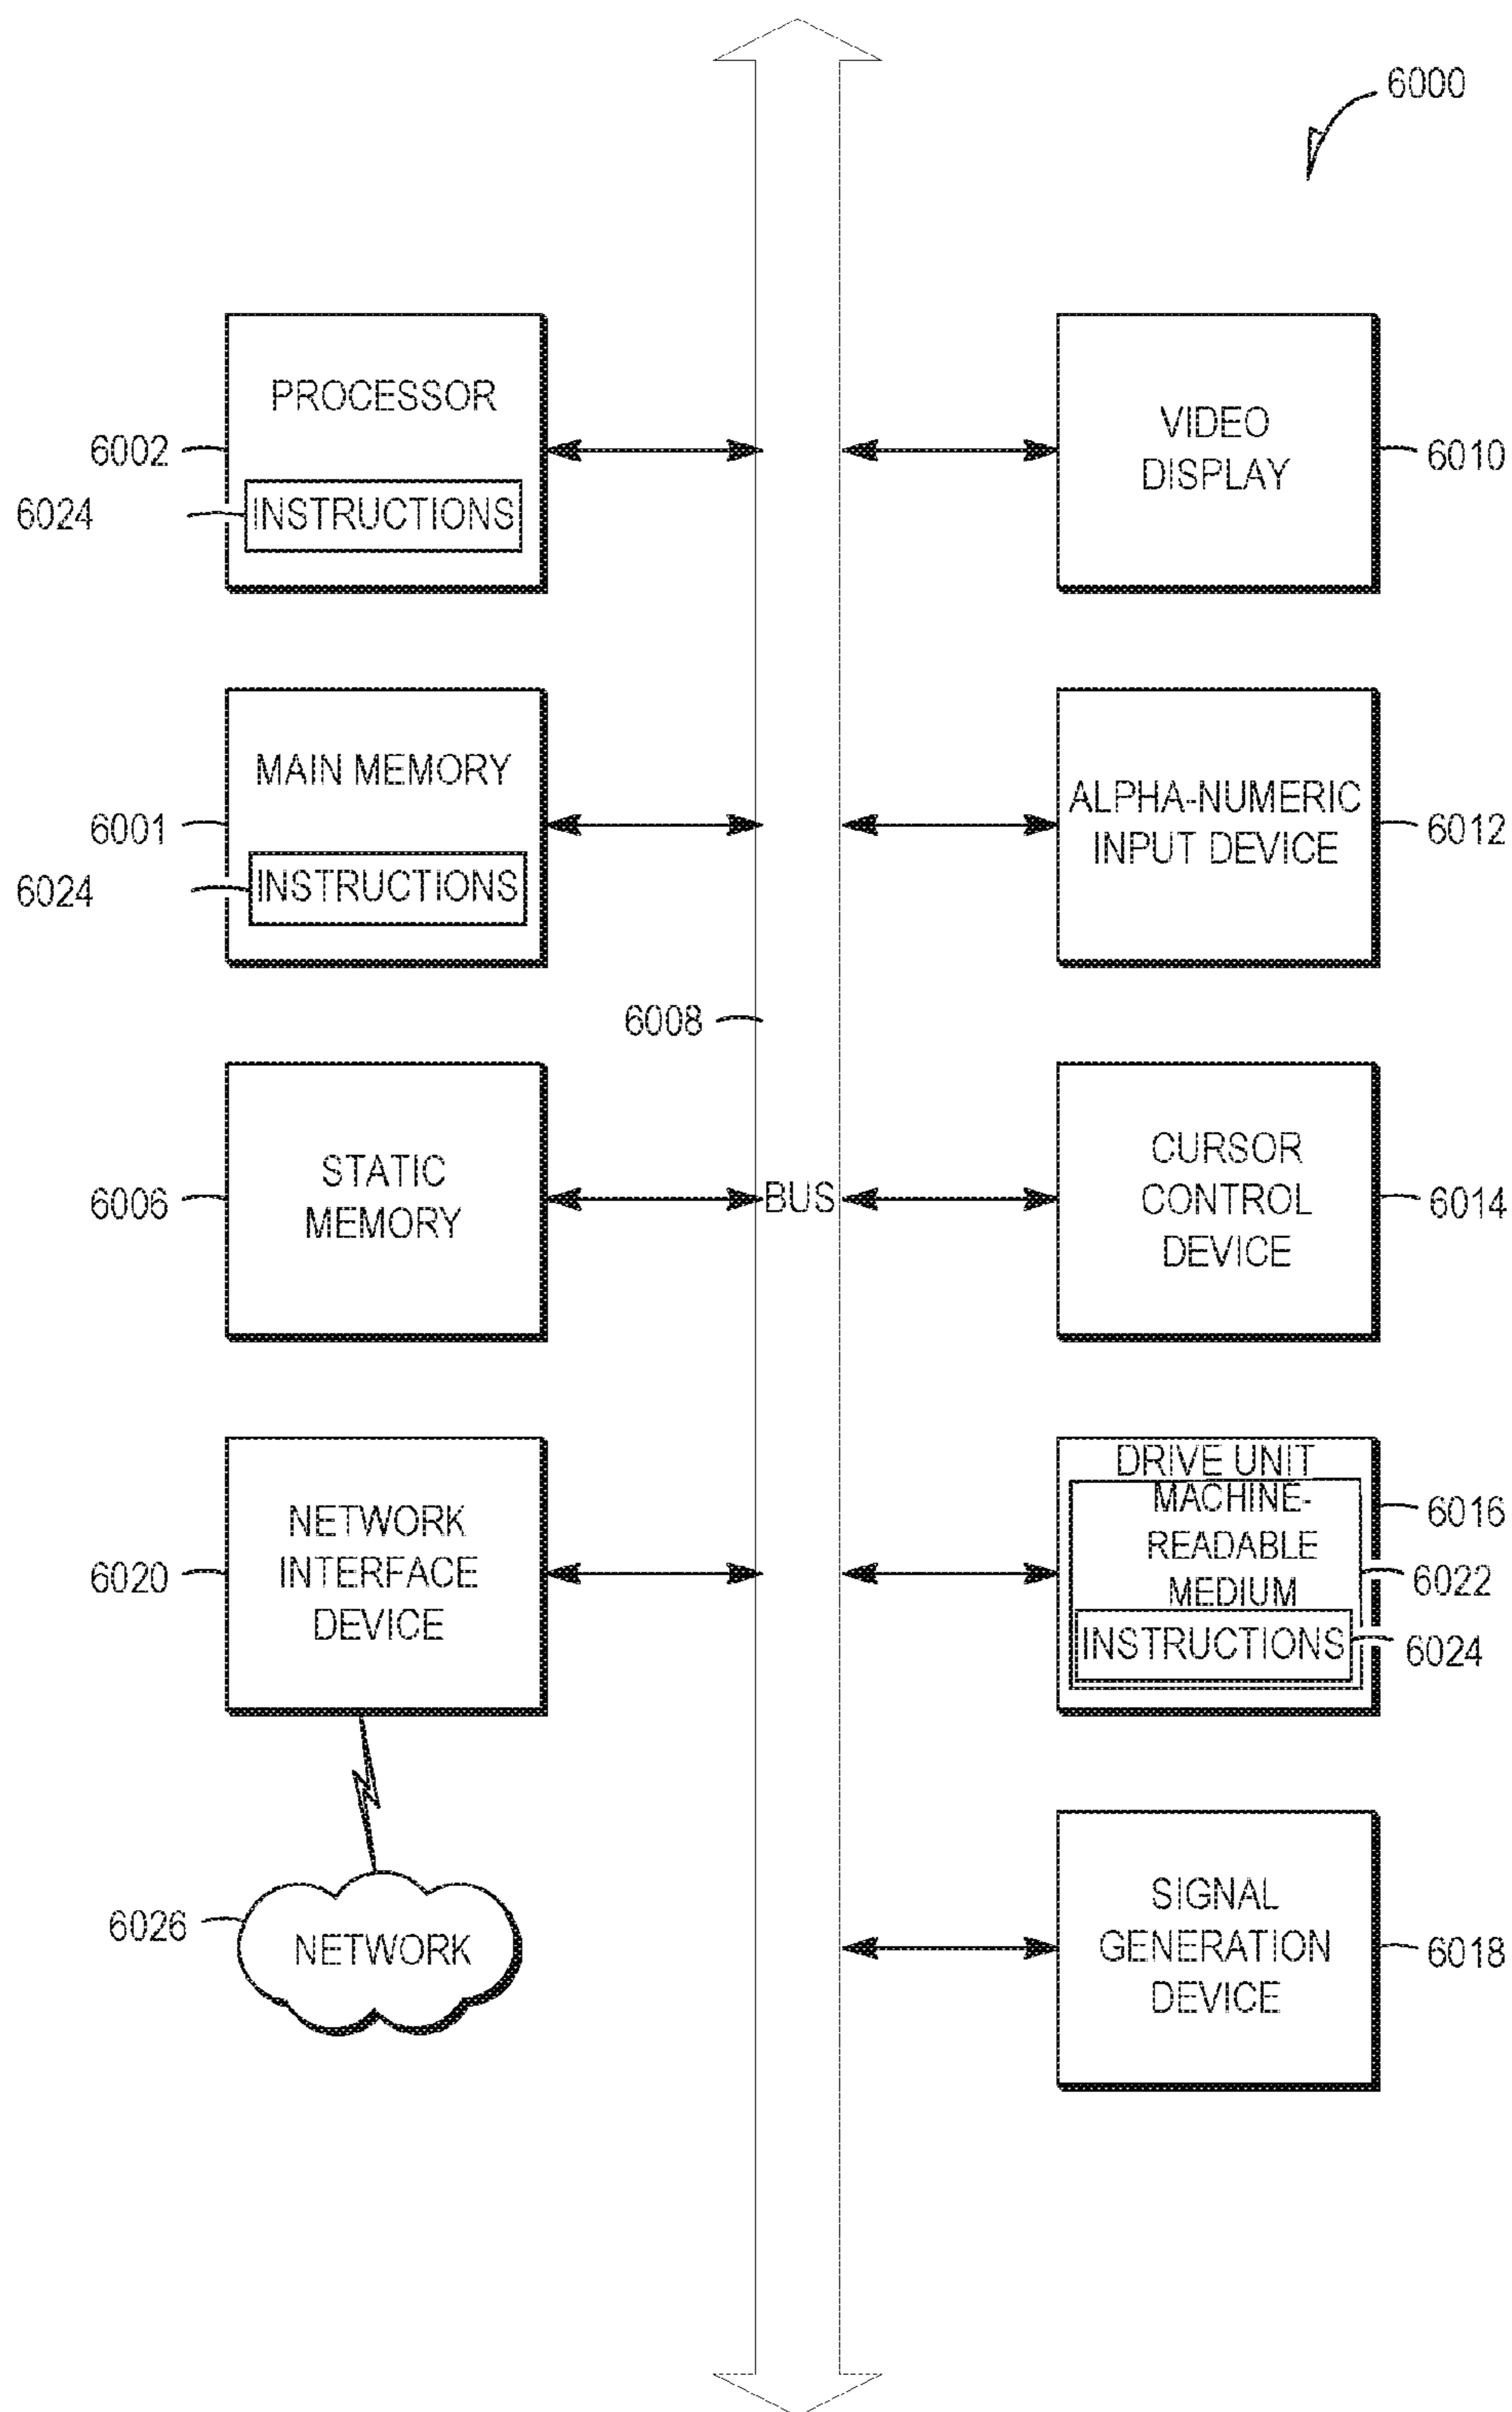 6000
PROCESSOR
6002
6024
INSTRUCTIONS
VIDEO
DISPLAY
6010
MAIN MEMORY
6001
6024
INSTRUCTIONS
ALPHA-NUMERIC
INPUT DEVICE
6012
6008
BUS
STATIC
MEMORY
6006
CURSOR
CONTROL
DEVICE
6014
NETWORK
INTERFACE
DEVICE
6020
DRIVE UNIT
MACHINE-
READABLE
MEDIUM
INSTRUCTIONS
6016
6022
6024
6026
NETWORK
SIGNAL
GENERATION
DEVICE
6018